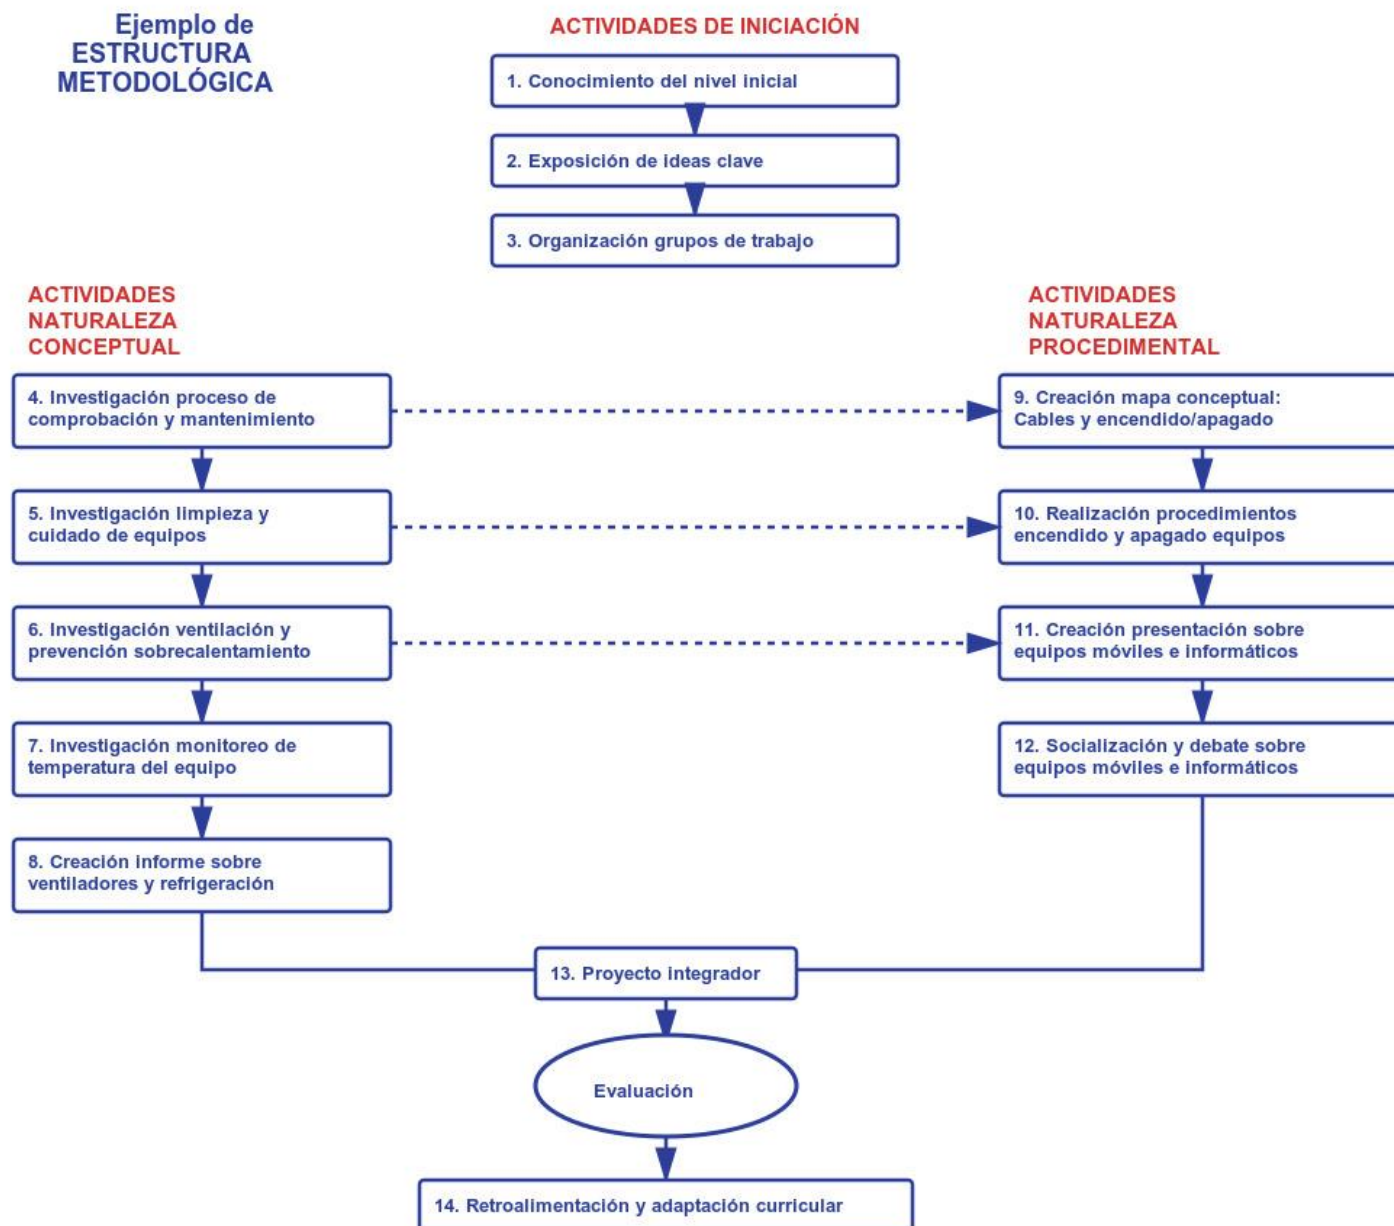 Ejemplo de
ESTRUCTURA
METODOLÓGICA
ACTIVIDADES DE INICIACIÓN
1. Conocimiento del nivel inicial
2. Exposición de ideas clave
3. Organización grupos de trabajo
ACTIVIDADES
NATURALEZA
CONCEPTUAL
4. Investigación proceso de
comprobación y mantenimiento
5. Investigación limpieza y
cuidado de equipos
6. Investigación ventilación y
prevención sobrecalentamiento
7. Investigación monitoreo de
temperatura del equipo
8. Creación informe sobre
ventiladores y refrigeración
ACTIVIDADES
NATURALEZA
PROCEDIMENTAL
9. Creación mapa conceptual:
Cables y encendido/apagado
10. Realización procedimientos
encendido y apagado equipos
11. Creación presentación sobre
equipos móviles e informáticos
12. Socialización y debate sobre
equipos móviles e informáticos
13. Proyecto integrador
Evaluación
14. Retroalimentación y adaptación curricular